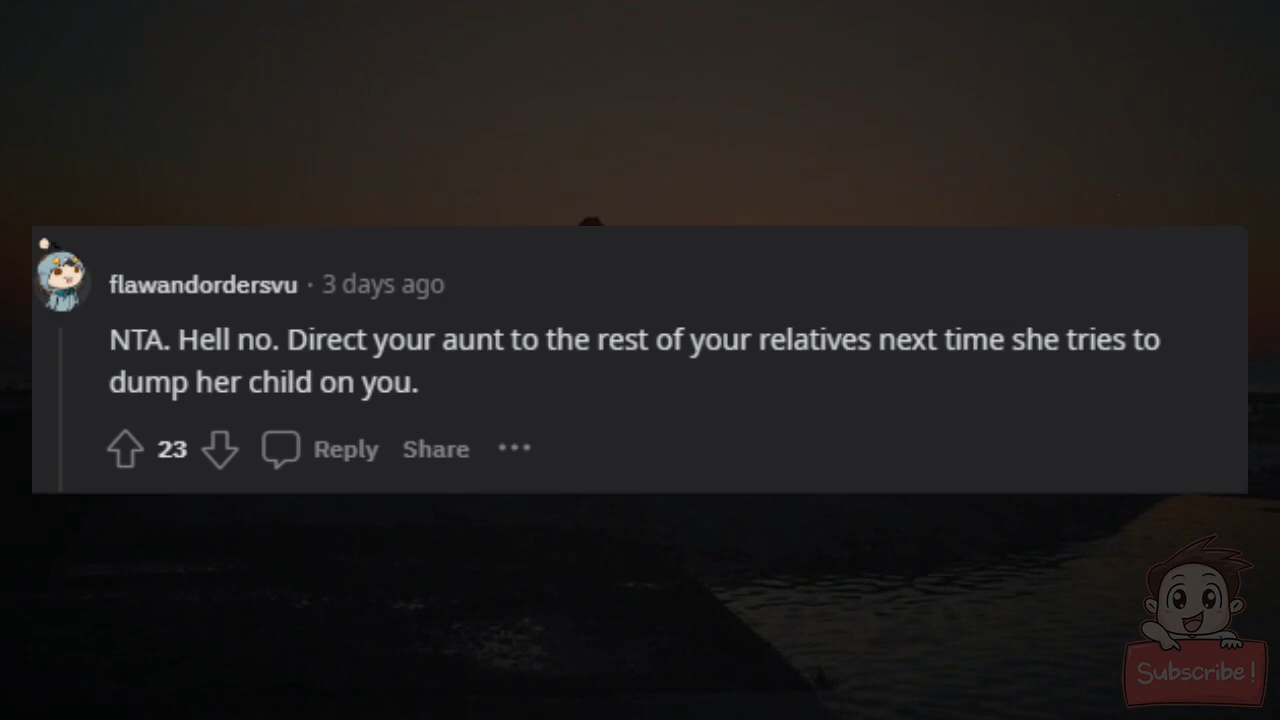 flawandordersvu · 3 days ago
NTA. Hell no. Direct your aunt to the rest of your relatives next time she tries to
dump her child on you.
23 Reply Share ···
Subscribe!